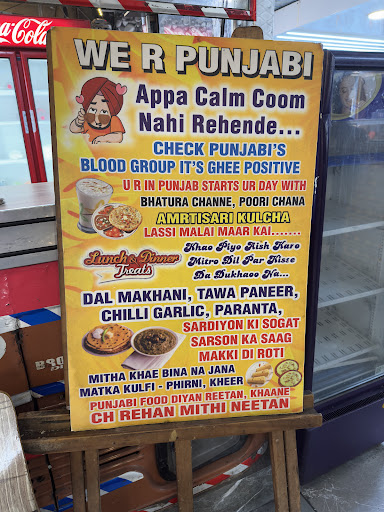 Coca-Cola
WE R PUNJABI
Appa Calm Coom
Nahi Rehende...
CHECK PUNJABI'S
BLOOD GROUP IT'S GHEE POSITIVE
U R IN PUNJAB STARTS UR DAY WITH
BHATURA CHANNE, POORI CHANA
AMRTISARI KULCHA
LASSI MALAI MAAR KAI.......
Lunch & Dinner
Treats
Khao Piyo Aish Karo
Mitro Dil Par Kisse
Da Dukhaoo Na...
DAL MAKHANI, TAWA PANEER,
CHILLI GARLIC, PARANTA,
SARDIYON KI SOGAT
SARSON KA SAAG
MAKKI DI ROTI
MITHA KHAE BINA NA JANA
MATKA KULFI - PHIRNI, KHEER
PUNJABI FOOD DIYAN REETAN, KHAANE
CH REHAN MITHI NEETAN